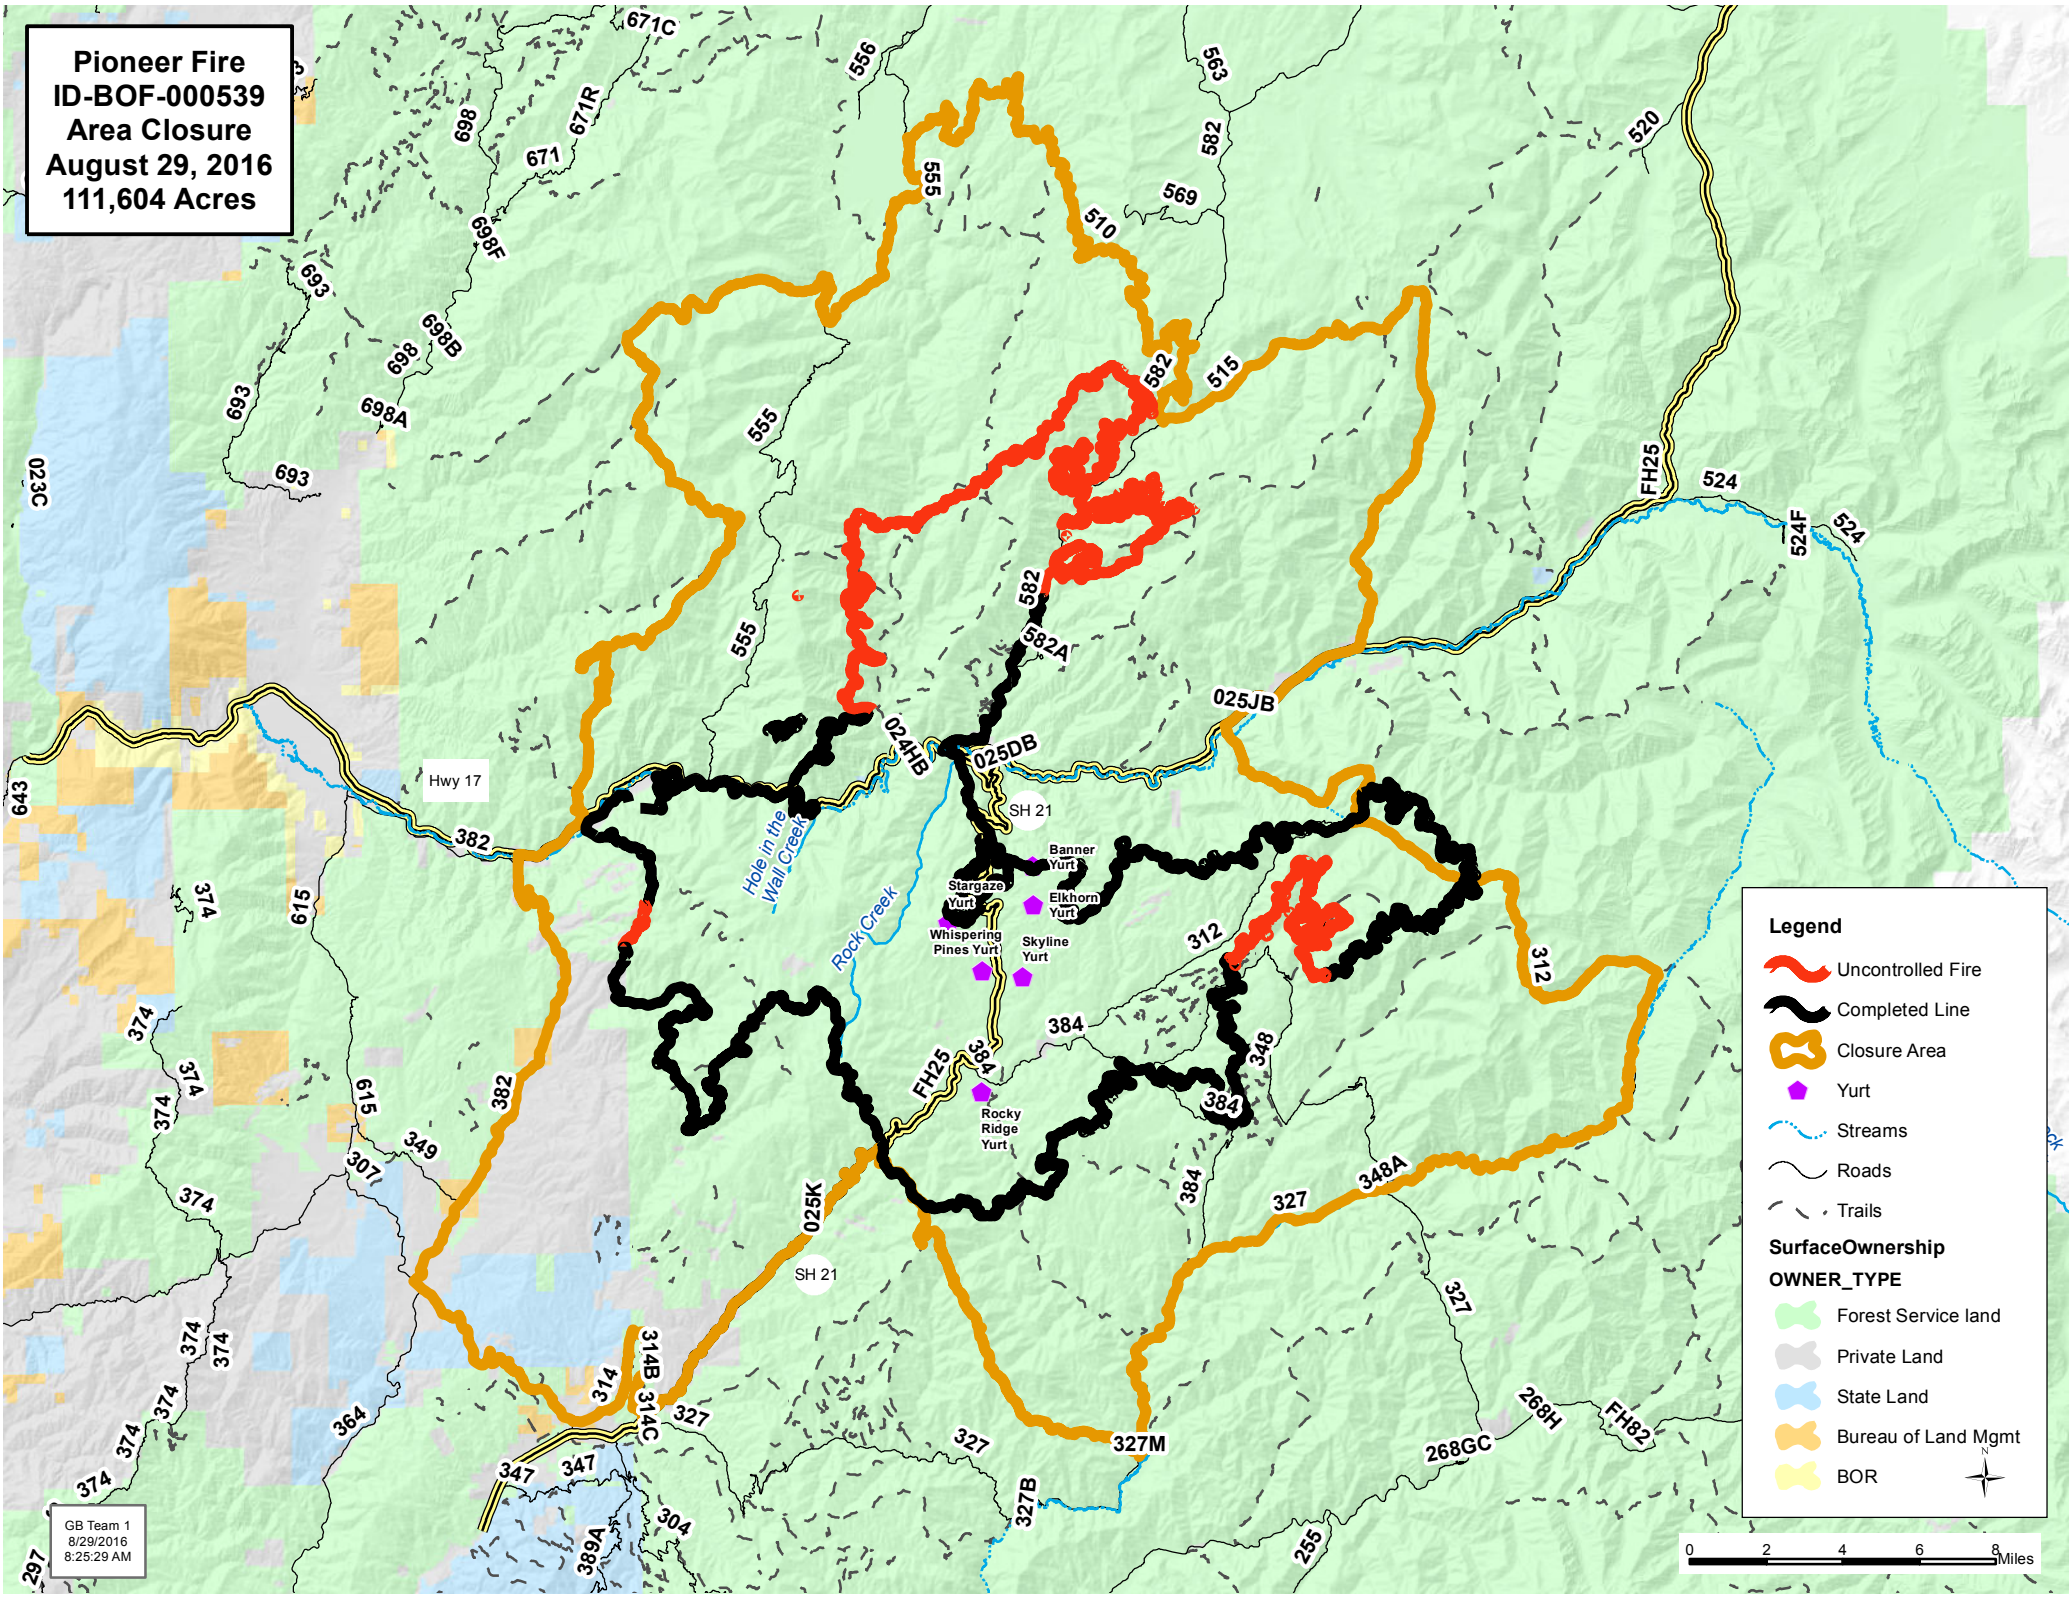 Pioneer Fire
ID-BOF-000539
Area Closure
August 29, 2016
111,604 Acres
671C
556
563
698
671R
671
582
520
555
569
698F
510
693
698B
698
582
515
693
698A
555
693
023C
FH25
524
524F
524
582
582A
555
025JB
024HB
025DB
643
Hwy 17
SH 21
382
Hole in the
Wall Creek
Banner
Yurt
Stargaze
Yurt
Elkhorn
Yurt
374
615
Rock Creek
Whispering
Pines Yurt
Skyline
Yurt
312
312
374
384
384
348
FH25
374
374
382
615
384
Rocky
Ridge
Yurt
349
307
374
384
348A
327
025K
SH 21
327
374
374
314B
314
374
364
314C
327
268H
FH82
374
327
327M
268GC
347
347
374
327B
304
389A
255
297
GB Team 1
8/29/2016
8:25:29 AM
Legend
Uncontrolled Fire
Completed Line
Closure Area
Yurt
Streams
Roads
Trails
SurfaceOwnership
OWNER_TYPE
Forest Service land
Private Land
State Land
Bureau of Land Mgmt
BOR
N
0 2 4 6 8
Miles